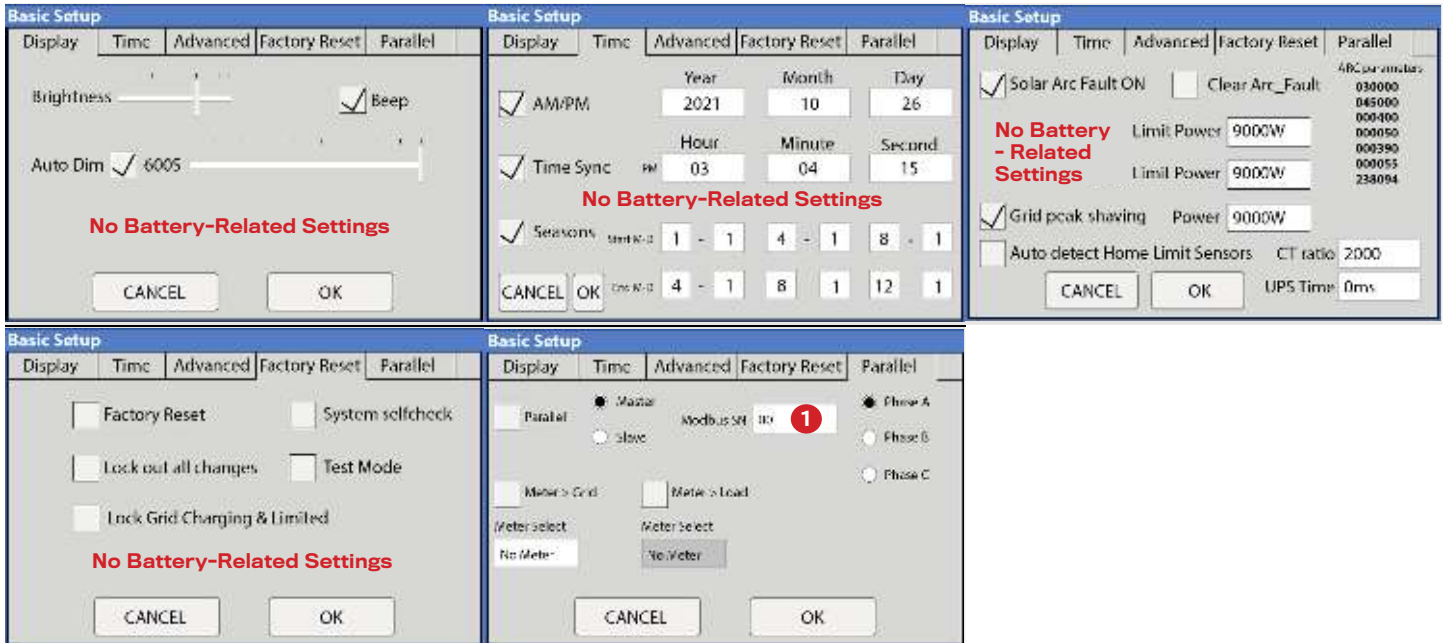 Basic Setup
Display Time Advanced Factory Reset Parallel
Brightness Beep
Auto Dim 600S
No Battery-Related Settings
CANCEL OK
Basic Setup
Display Time Advanced Factory Reset Parallel
Year Month Day
AM/PM 2021 10 26
Hour Minute Second
Time Sync PM 03 04 15
No Battery-Related Settings
Seasons Start M-D 1 - 1 4 - 1 8 - 1
CANCEL OK End M-D 4 - 1 8 1 12 1
Basic Setup
Display Time Advanced Factory Reset Parallel
Solar Arc Fault ON Clear Arc_Fault
ARC parameters
030000
045000
000400
000050
000390
000055
238094
No Battery
- Related
Settings
Limit Power 9000W
Limit Power 9000W
Grid peak shaving Power 9000W
Auto detect Home Limit Sensors CT ratio 2000
CANCEL OK UPS Time 0ms
Basic Setup
Display Time Advanced Factory Reset Parallel
Factory Reset System selfcheck
Lock out all changes Test Mode
Lock Grid Charging & Limited
No Battery-Related Settings
CANCEL OK
Basic Setup
Display Time Advanced Factory Reset Parallel
Parallel Master Modbus SN 00 1 Phase A
Slave Phase B
Phase C
Meter > Grid Meter > Load
Meter Select Meter Select
No Meter No Meter
CANCEL OK